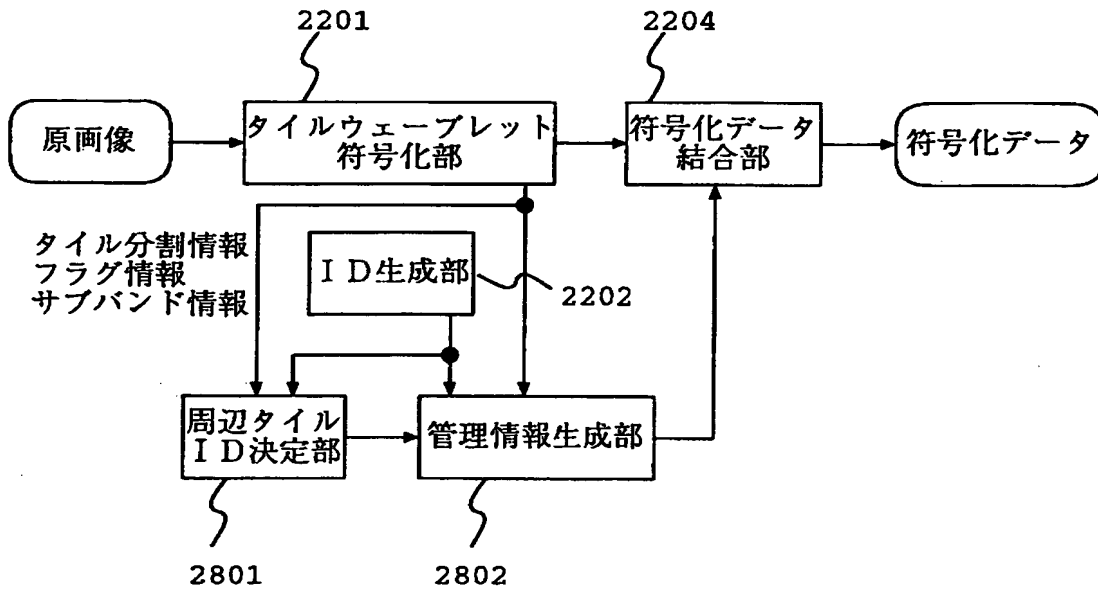 2201
2204
原画像
タイルウェーブレット
符号化部
符号化データ
結合部
符号化データ
タイル分割情報
フラグ情報
サブバンド情報
ＩＤ生成部
2202
周辺タイル
ＩＤ決定部
管理情報生成部
2801
2802